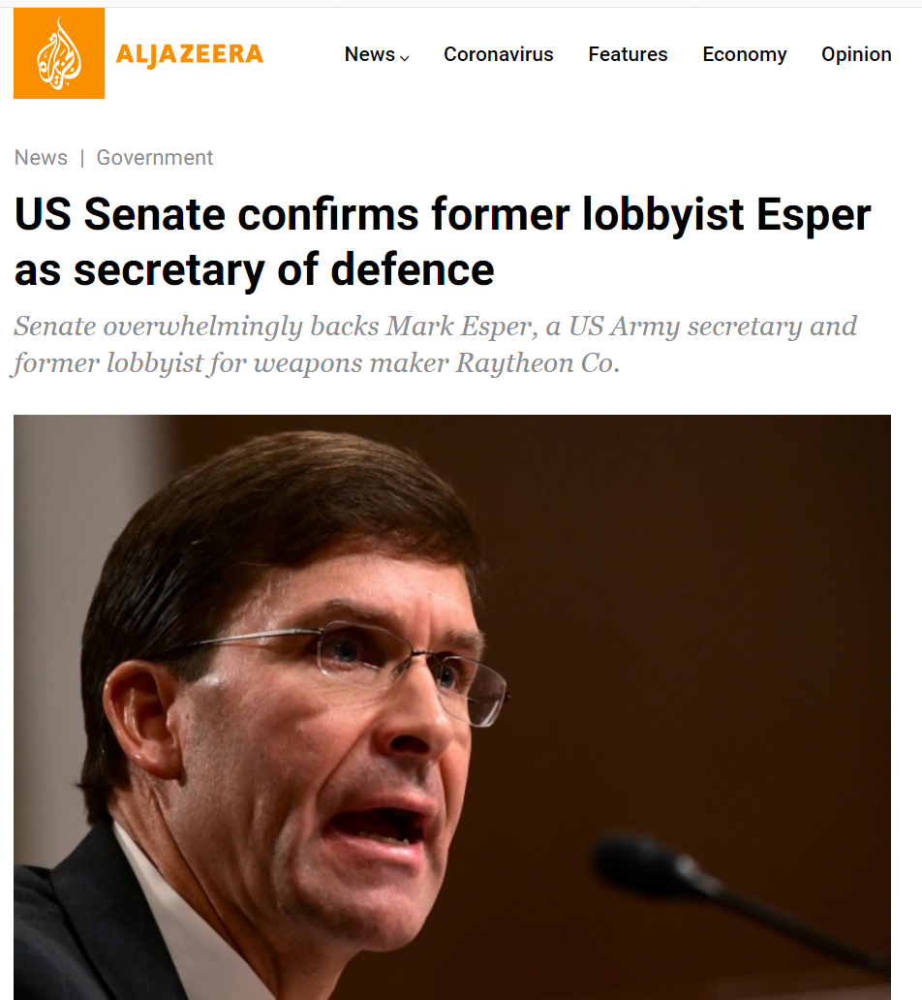 ALJAZEERA
News Coronavirus Features Economy Opinion
News | Government
US Senate confirms former lobbyist Esper
as secretary of defence
Senate overwhelmingly backs Mark Esper, a US Army secretary and
former lobbyist for weapons maker Raytheon Co.